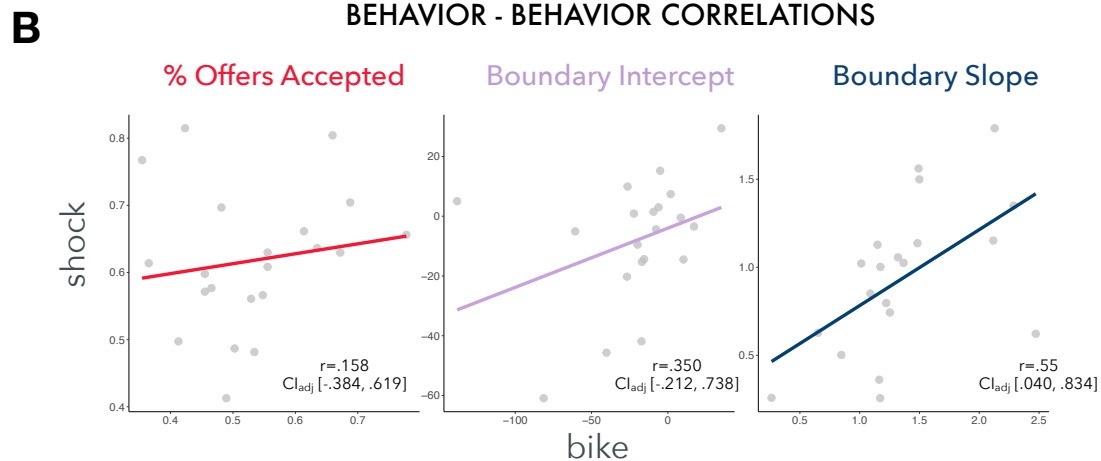 B
BEHAVIOR - BEHAVIOR CORRELATIONS
% Offers Accepted
Boundary Intercept
Boundary Slope
shock
0.8
0.7
0.6
0.5
0.4
0.4 0.5 0.6 0.7
r=.158
CIadj [-.384, .619]
20
0
−20
−40
−60
−100 −50 0
r=.350
CIadj [-.212, .738]
1.5
1.0
0.5
0.5 1.0 1.5 2.0 2.5
r=.55
CIadj [.040, .834]
bike